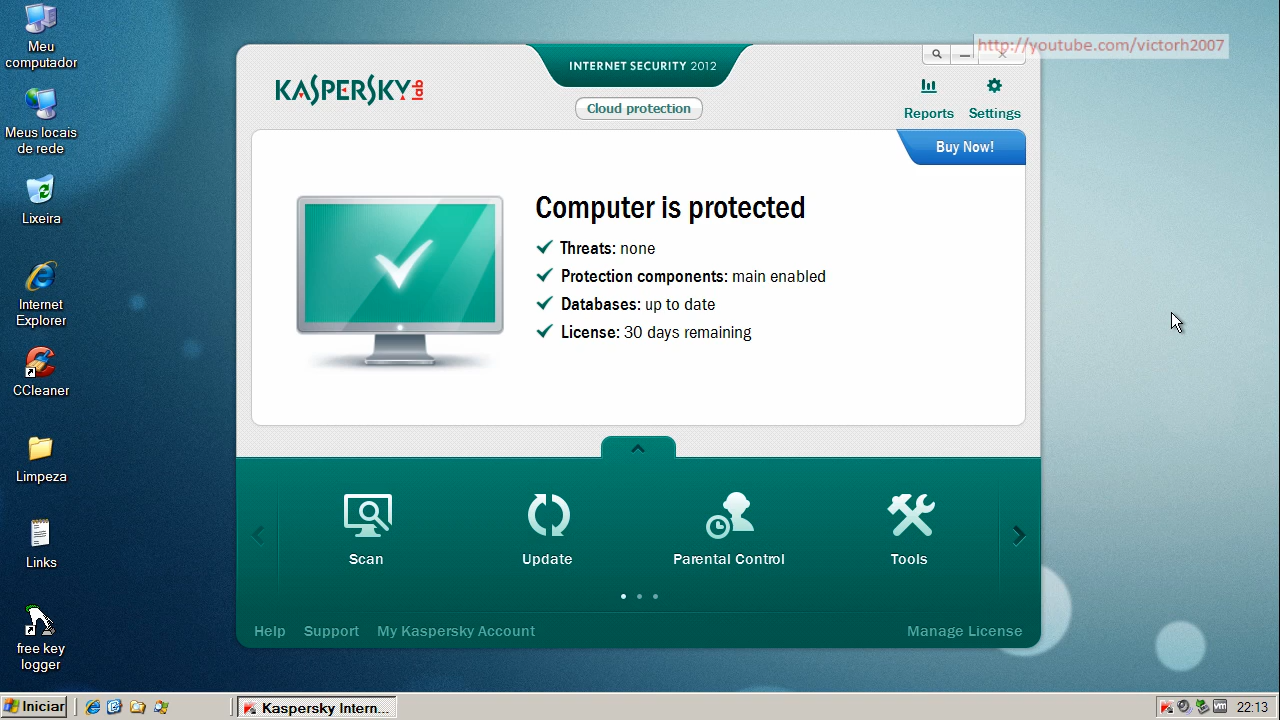 Meu
computador
Meus locais
de rede
Lixeira
Internet
Explorer
CCleaner
Limpeza
Links
free key
logger
http://youtube.com/victorh2007
INTERNET SECURITY 2012
KASPERSKY lab
Cloud protection
Reports
Settings
Buy Now!
Computer is protected
Threats: none
Protection components: main enabled
Databases: up to date
License: 30 days remaining
Scan
Update
Parental Control
Tools
Help
Support
My Kaspersky Account
Manage License
Iniciar
Kaspersky Intern...
vm
22:13